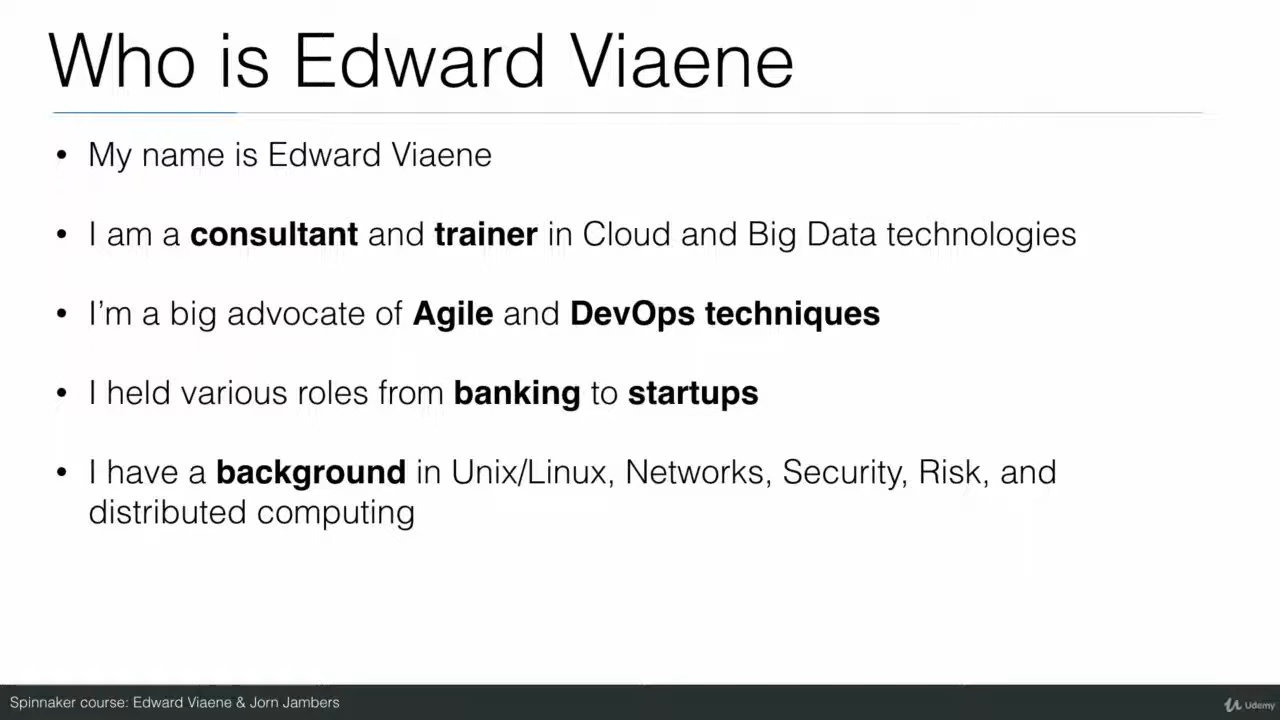 Who is Edward Viaene
• My name is Edward Viaene
• I am a consultant and trainer in Cloud and Big Data technologies
• I’m a big advocate of Agile and DevOps techniques
• I held various roles from banking to startups
• I have a background in Unix/Linux, Networks, Security, Risk, and
distributed computing
Spinnaker course: Edward Viaene & Jorn Jambers
Udemy